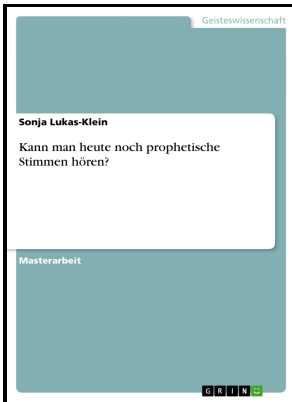 Geisteswissenschaft
Sonja Lukas-Klein
Kann man heute noch prophetische
Stimmen hören?
Masterarbeit
GRIN